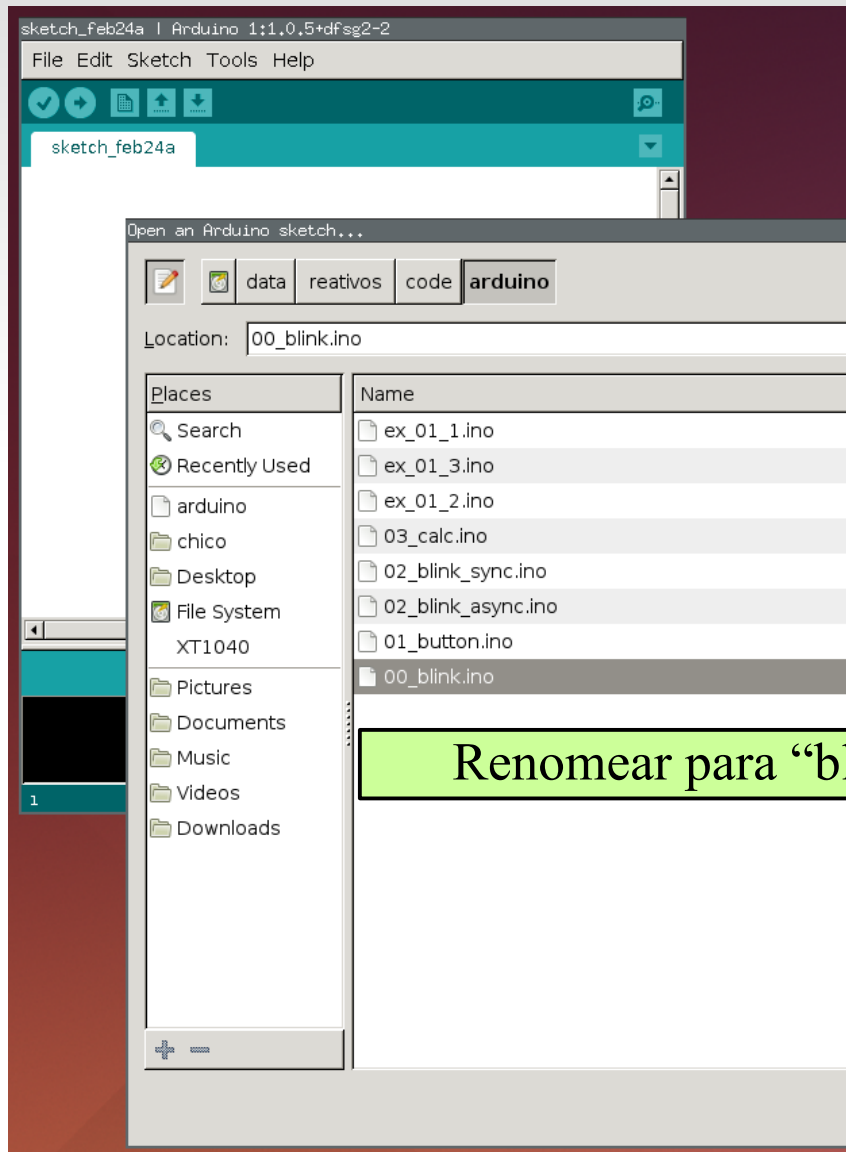 sketch_feb24a | Arduino 1:1.0.5+dfsg2-2
File Edit Sketch Tools Help
sketch_feb24a
Open an Arduino sketch...
data reativos code arduino
Location: 00_blink.ino
Places
Search
Recently Used
arduino
chico
Desktop
File System
XT1040
Pictures
Documents
Music
Videos
Downloads
Name
ex_01_1.ino
ex_01_3.ino
ex_01_2.ino
03_calc.ino
02_blink_sync.ino
02_blink_async.ino
01_button.ino
00_blink.ino
Renomear para
1